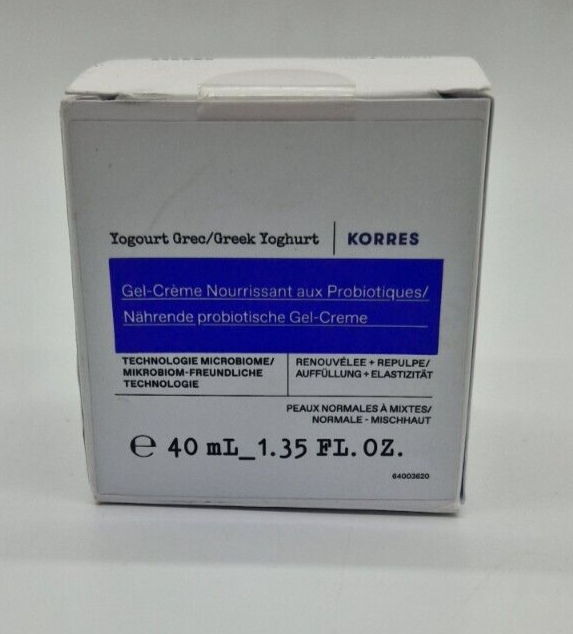 Yogourt Grec/Greek Yoghurt | KORRES
Gel-Crème Nourrissant aux Probiotiques/
Nährende probiotische Gel-Creme
TECHNOLOGIE MICROBIOME/
MIKROBIOM-FREUNDLICHE
TECHNOLOGIE
RENOUVÉLEE + REPULPE/
AUFFÜLLUNG + ELASTIZITÄT
PEAUX NORMALES À MIXTES/
NORMALE - MISCHHAUT
℮ 40 mL_1.35 FL. OZ.
64003620